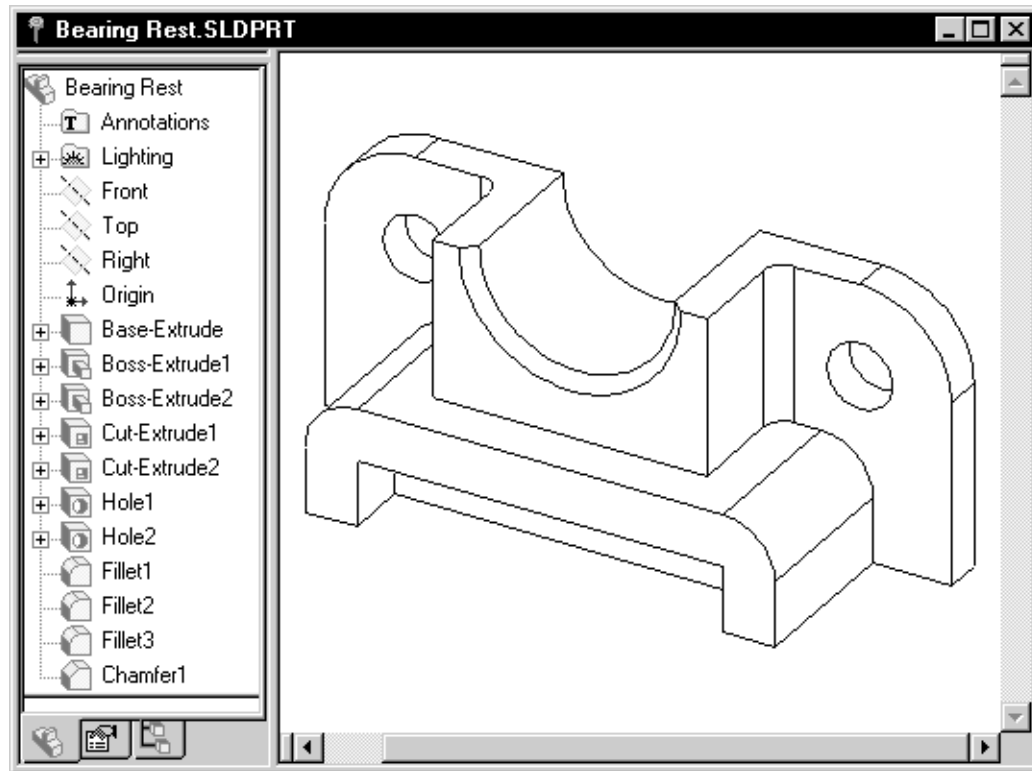 Bearing Rest.SLDPRT
Bearing Rest
T Annotations
Lighting
Front
Top
Right
Origin
Base-Extrude
Boss-Extrude1
Boss-Extrude2
Cut-Extrude1
Cut-Extrude2
Hole1
Hole2
Fillet1
Fillet2
Fillet3
Chamfer1